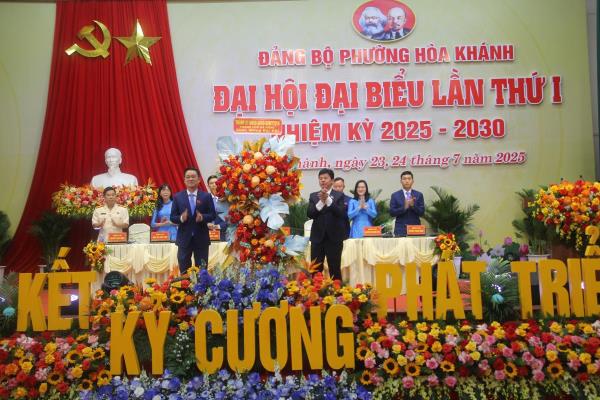 ĐẢNG BỘ PHƯỜNG HÒA KHÁNH
ĐẠI HỘI ĐẠI BIỂU LẦN THỨ I
NHIỆM KỲ 2025 - 2030
Khánh, ngày 23, 24 tháng 7 năm 2025
KẾT
KỶ CƯƠNG
PHÁT TRIỂ